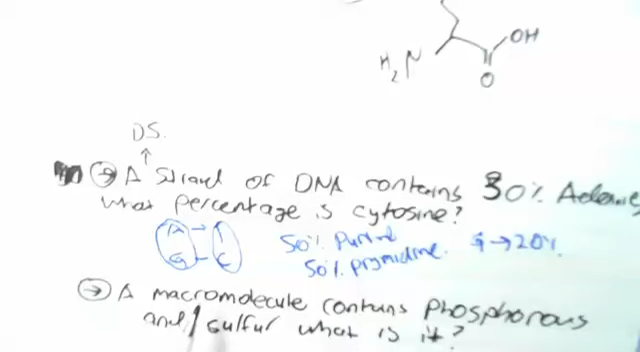 OH
H2N
O
DS.
A strand of DNA contains 30% Adenine
what percentage is cytosine?
A → T
G - C
50% Purine
50% prymidine.
G → 20%
A macromolecule contains phosphorous
and/ sulfur what is it?